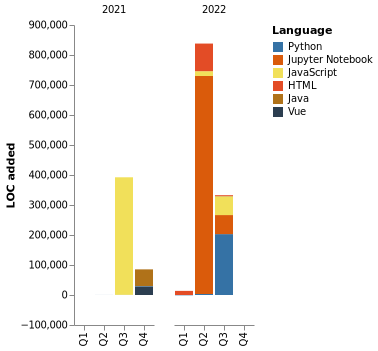 2021
2022
LOC added
900,000
800,000
700,000
600,000
500,000
400,000
300,000
200,000
100,000
0
−100,000
Q1
Q2
Q3
Q4
Q1
Q2
Q3
Q4
Language
Python
Jupyter Notebook
JavaScript
HTML
Java
Vue